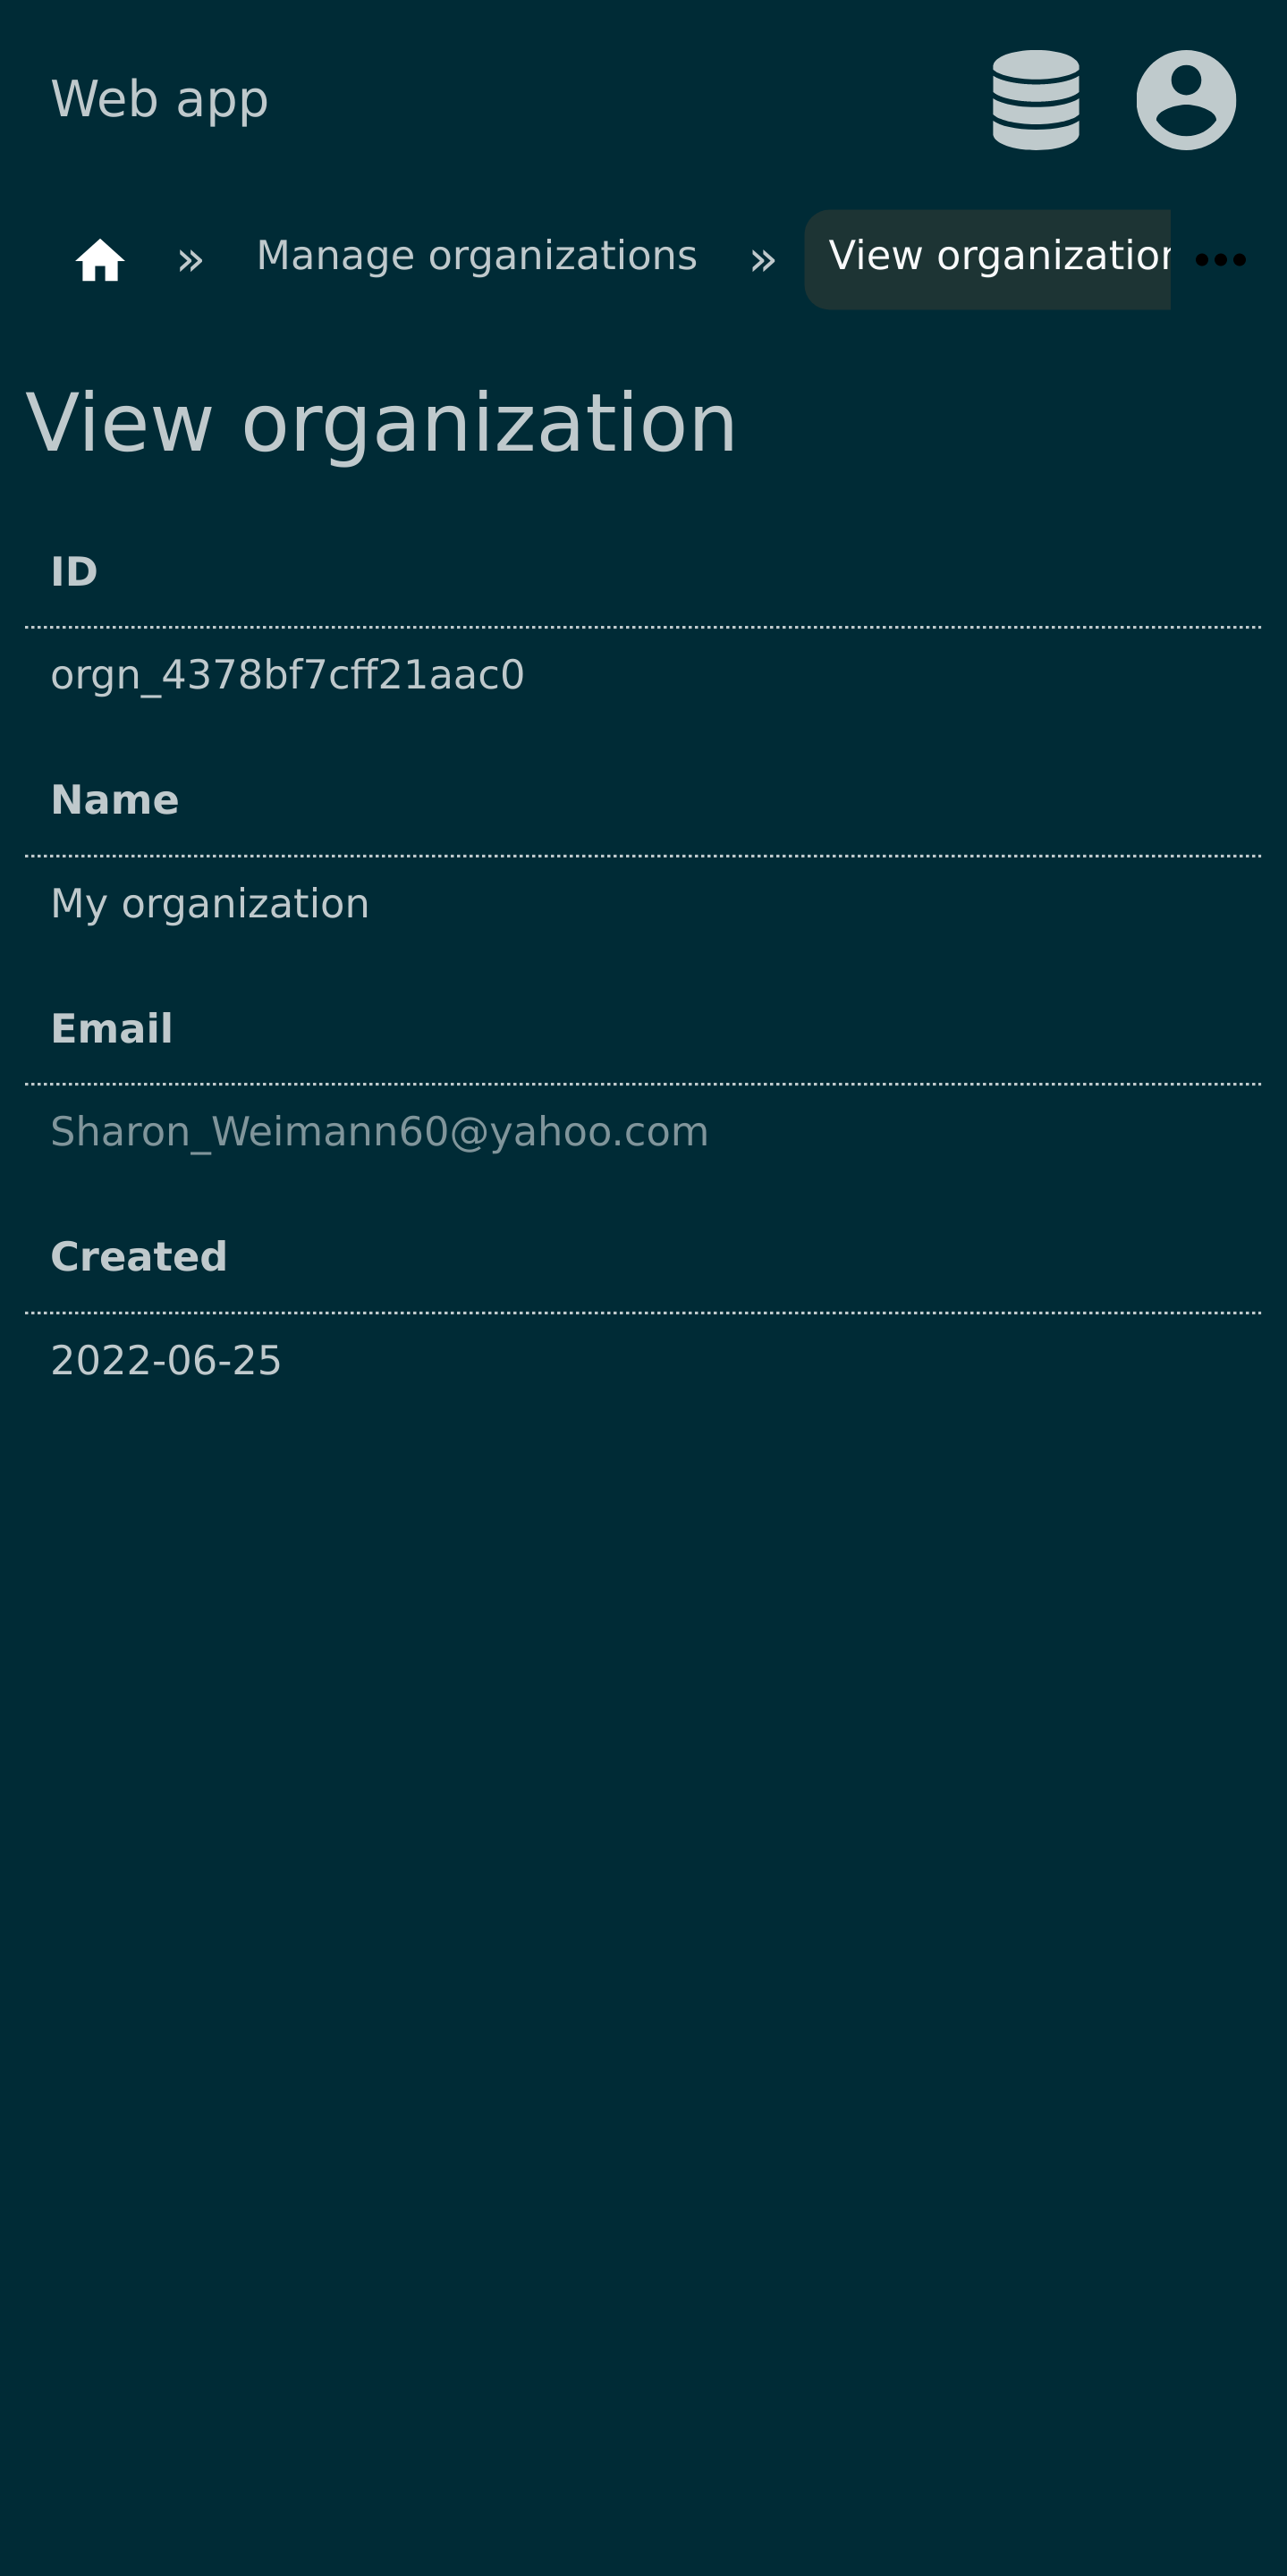 Web app
» Manage organizations » View organization
View organization
ID
orgn_4378bf7cff21aac0
Name
My organization
Email
Sharon_Weimann60@yahoo.com
Created
2022-06-25